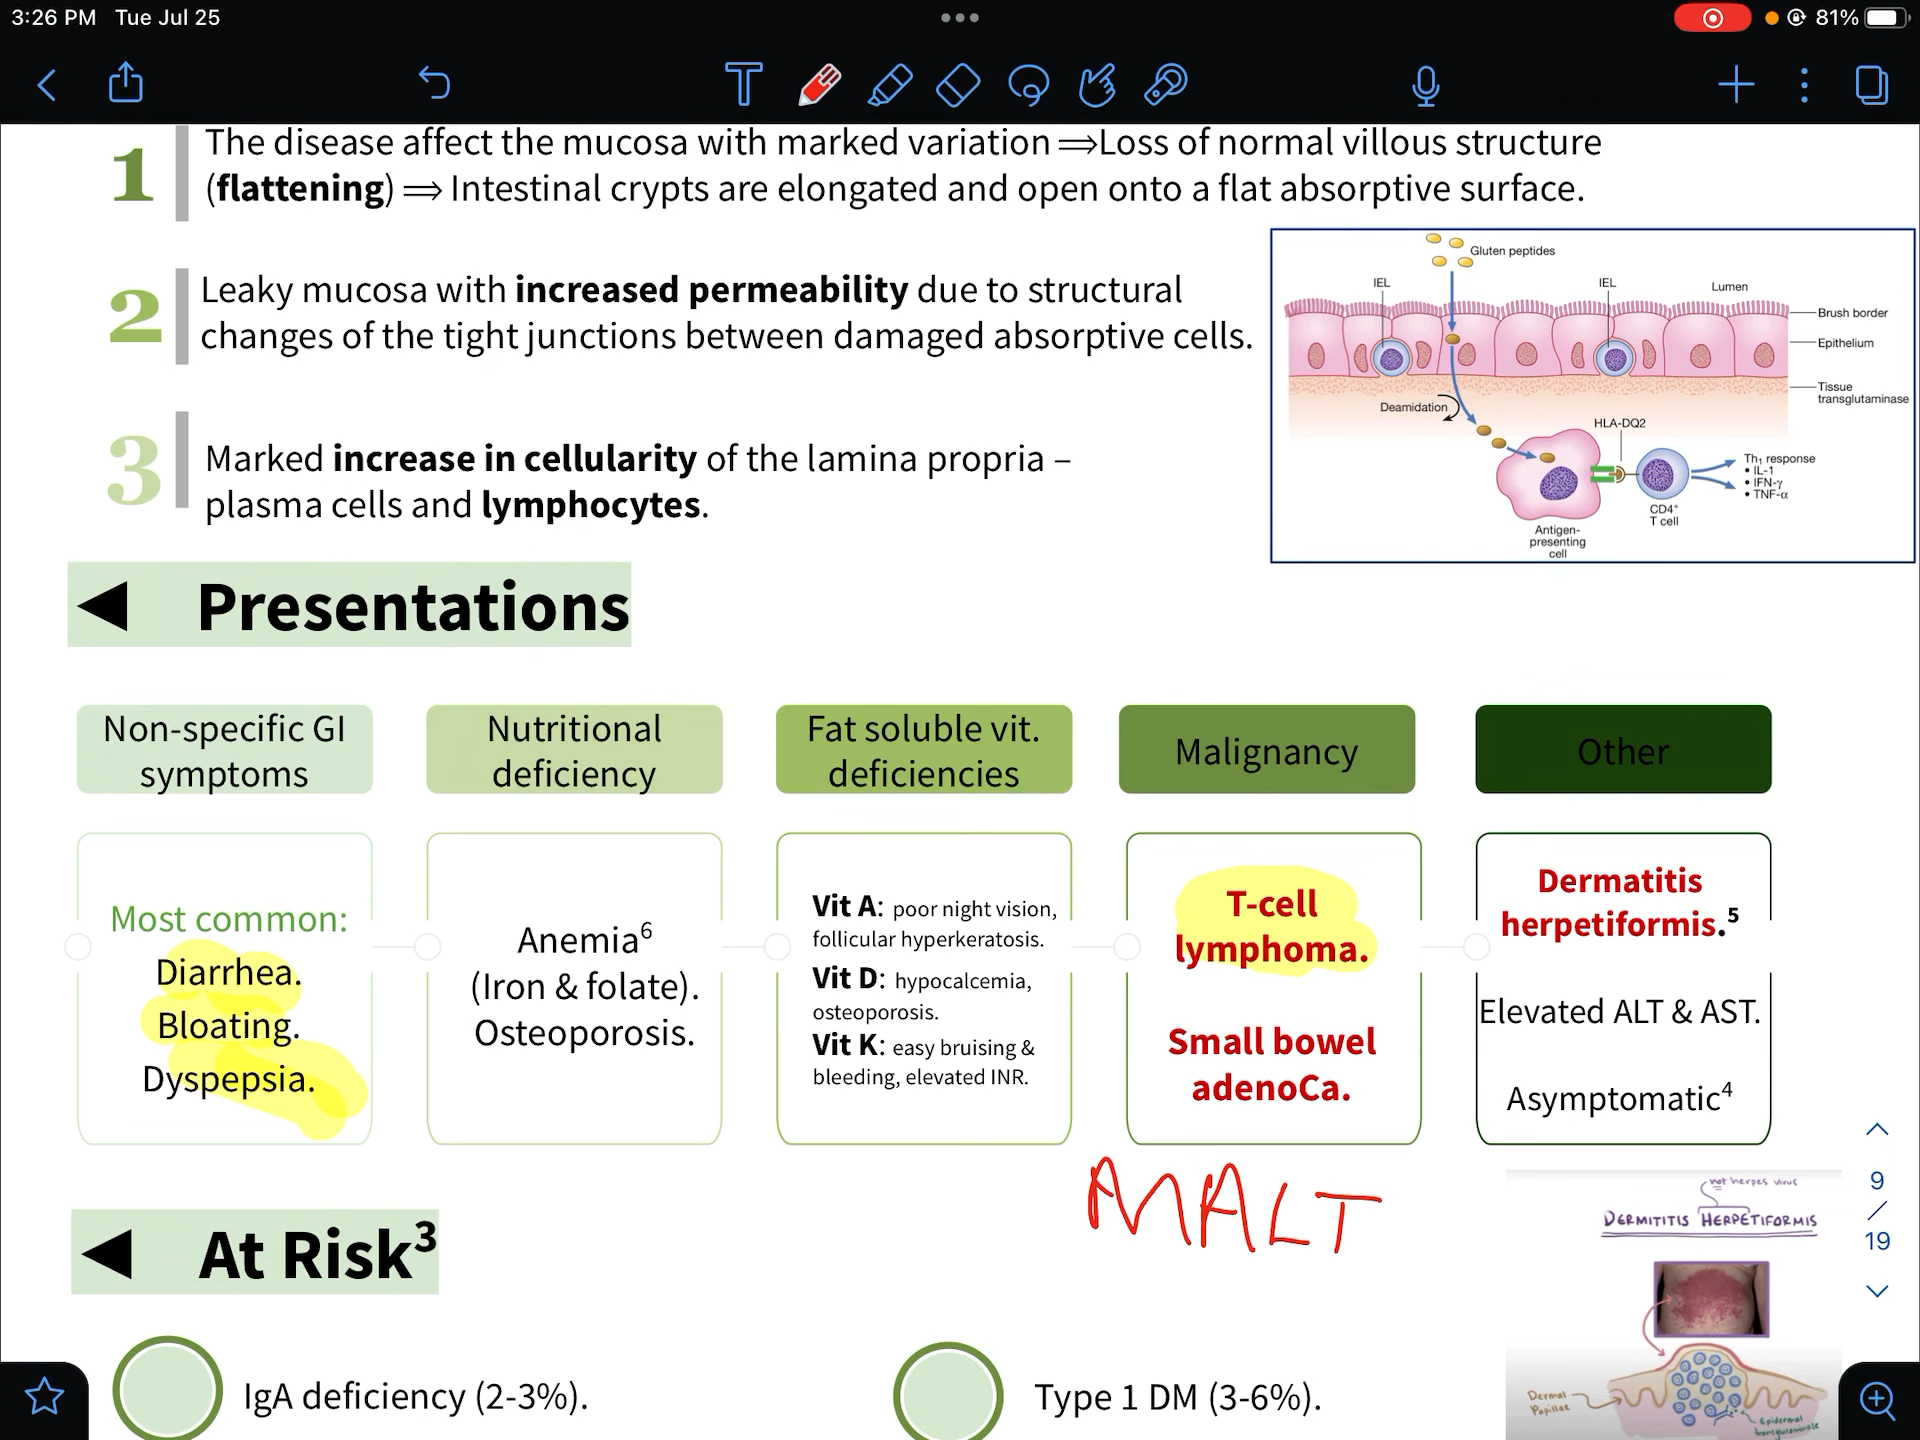 3:26 PM Tue Jul 25
81%
1
The disease affect the mucosa with marked variation ⟹Loss of normal villous structure
(flattening) ⟹ Intestinal crypts are elongated and open onto a flat absorptive surface.
2
Leaky mucosa with increased permeability due to structural
changes of the tight junctions between damaged absorptive cells.
3
Marked increase in cellularity of the lamina propria –
plasma cells and lymphocytes.
Gluten peptides
IEL
IEL
Lumen
Brush border
Epithelium
Tissue
transglutaminase
Deamidation
HLA-DQ2
Th₁ response
• IL-1
• IFN-γ
• TNF-α
CD4⁺
T cell
Antigen-
presenting
cell
Presentations
Non-specific GI
symptoms
Nutritional
deficiency
Fat soluble vit.
deficiencies
Malignancy
Other
Most common:
Diarrhea.
Bloating.
Dyspepsia.
Anemia⁶
(Iron & folate).
Osteoporosis.
Vit A: poor night vision,
follicular hyperkeratosis.
Vit D: hypocalcemia,
osteoporosis.
Vit K: easy bruising &
bleeding, elevated INR.
T-cell
lymphoma.
Small bowel
adenoCa.
Dermatitis
herpetiformis.⁵
Elevated ALT & AST.
Asymptomatic⁴
MALT
9
/
19
not herpes virus
DERMITITIS HERPETIFORMIS
Dermal
Papillae
Epidermal
transglutaminase
At Risk³
IgA deficiency (2-3%).
Type 1 DM (3-6%).